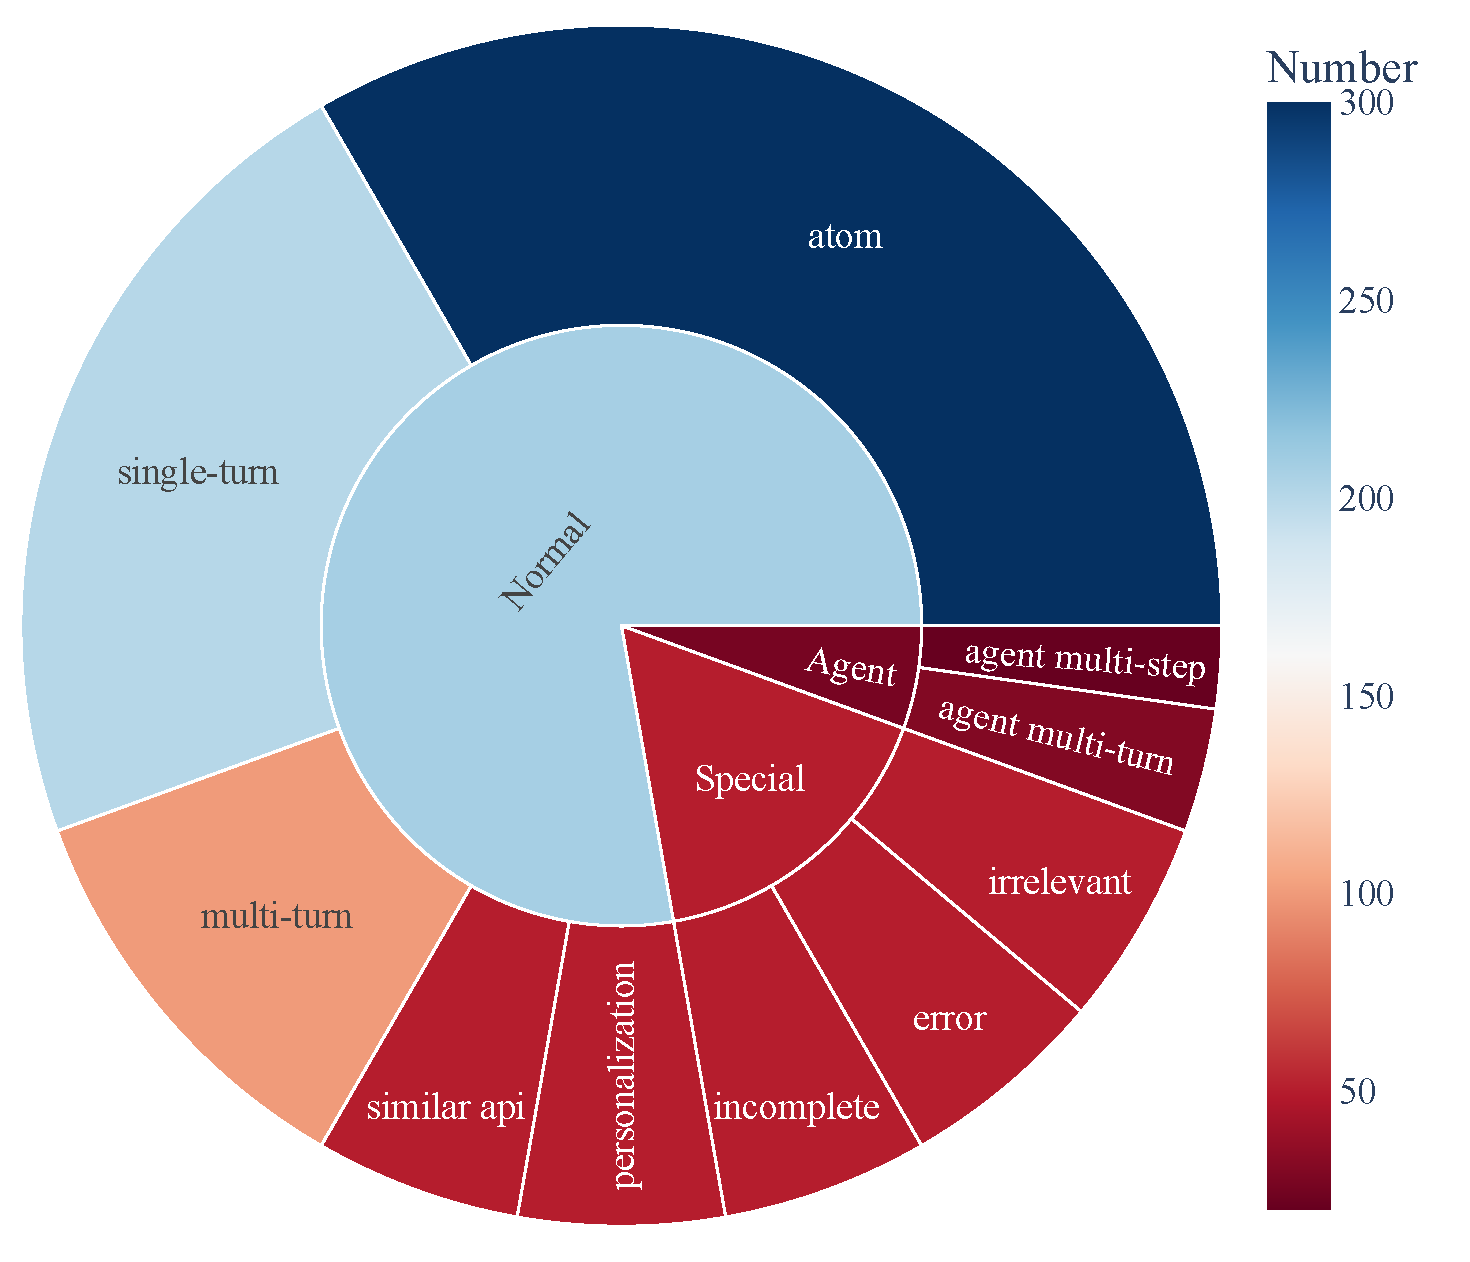 Number
300
250
200
150
100
50
atom
single-turn
Normal
multi-turn
Agent
agent multi-step
agent multi-turn
Special
irrelevant
error
incomplete
personalization
similar api